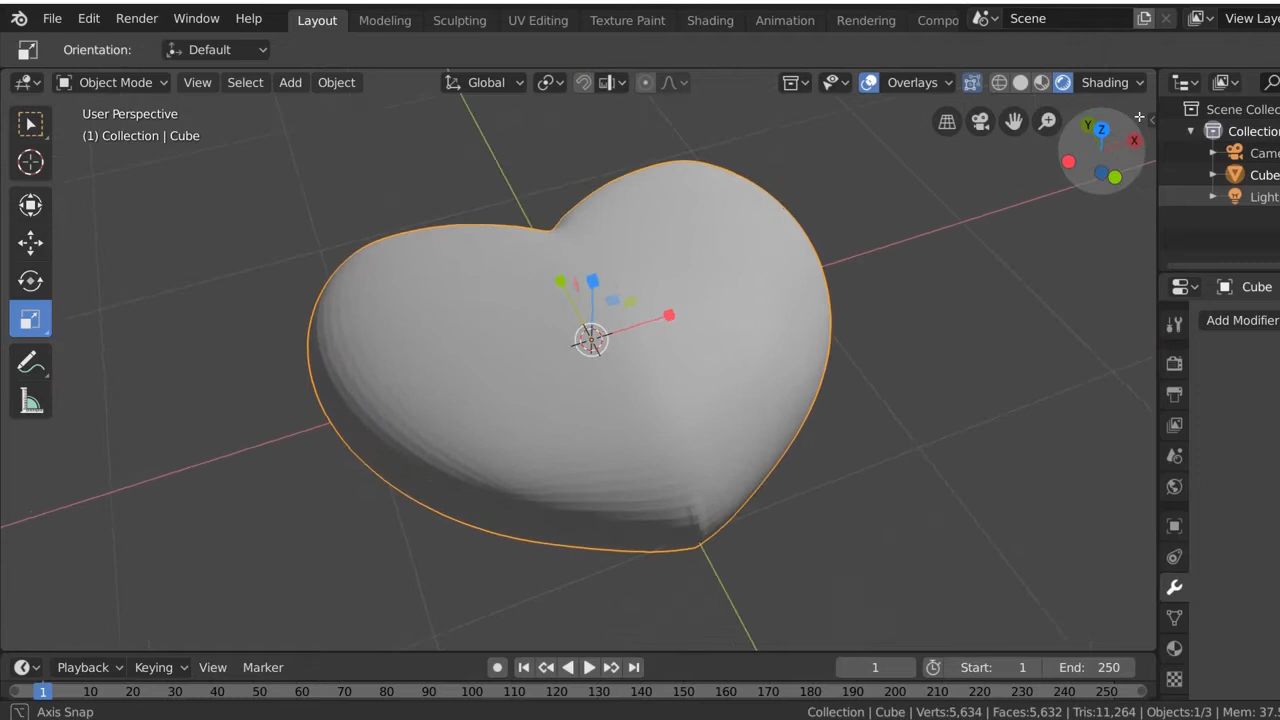 File Edit Render Window Help Layout Modeling Sculpting UV Editing Texture Paint Shading Animation Rendering Compo Scene View Laye
Orientation: Default
Object Mode View Select Add Object Global Overlays Shading
User Perspective
(1) Collection | Cube
Y Z X
Scene Collec
Collection
Came
Cube
Light
Cube
Add Modifier
Playback Keying View Marker 1 Start: 1 End: 250
1 10 20 30 40 50 60 70 80 90 100 110 120 130 140 150 160 170 180 190 200 210 220 230 240 250
Axis Snap Collection | Cube | Verts:5,634 | Faces:5,632 | Tris:11,264 | Objects:1/3 | Mem: 37.5